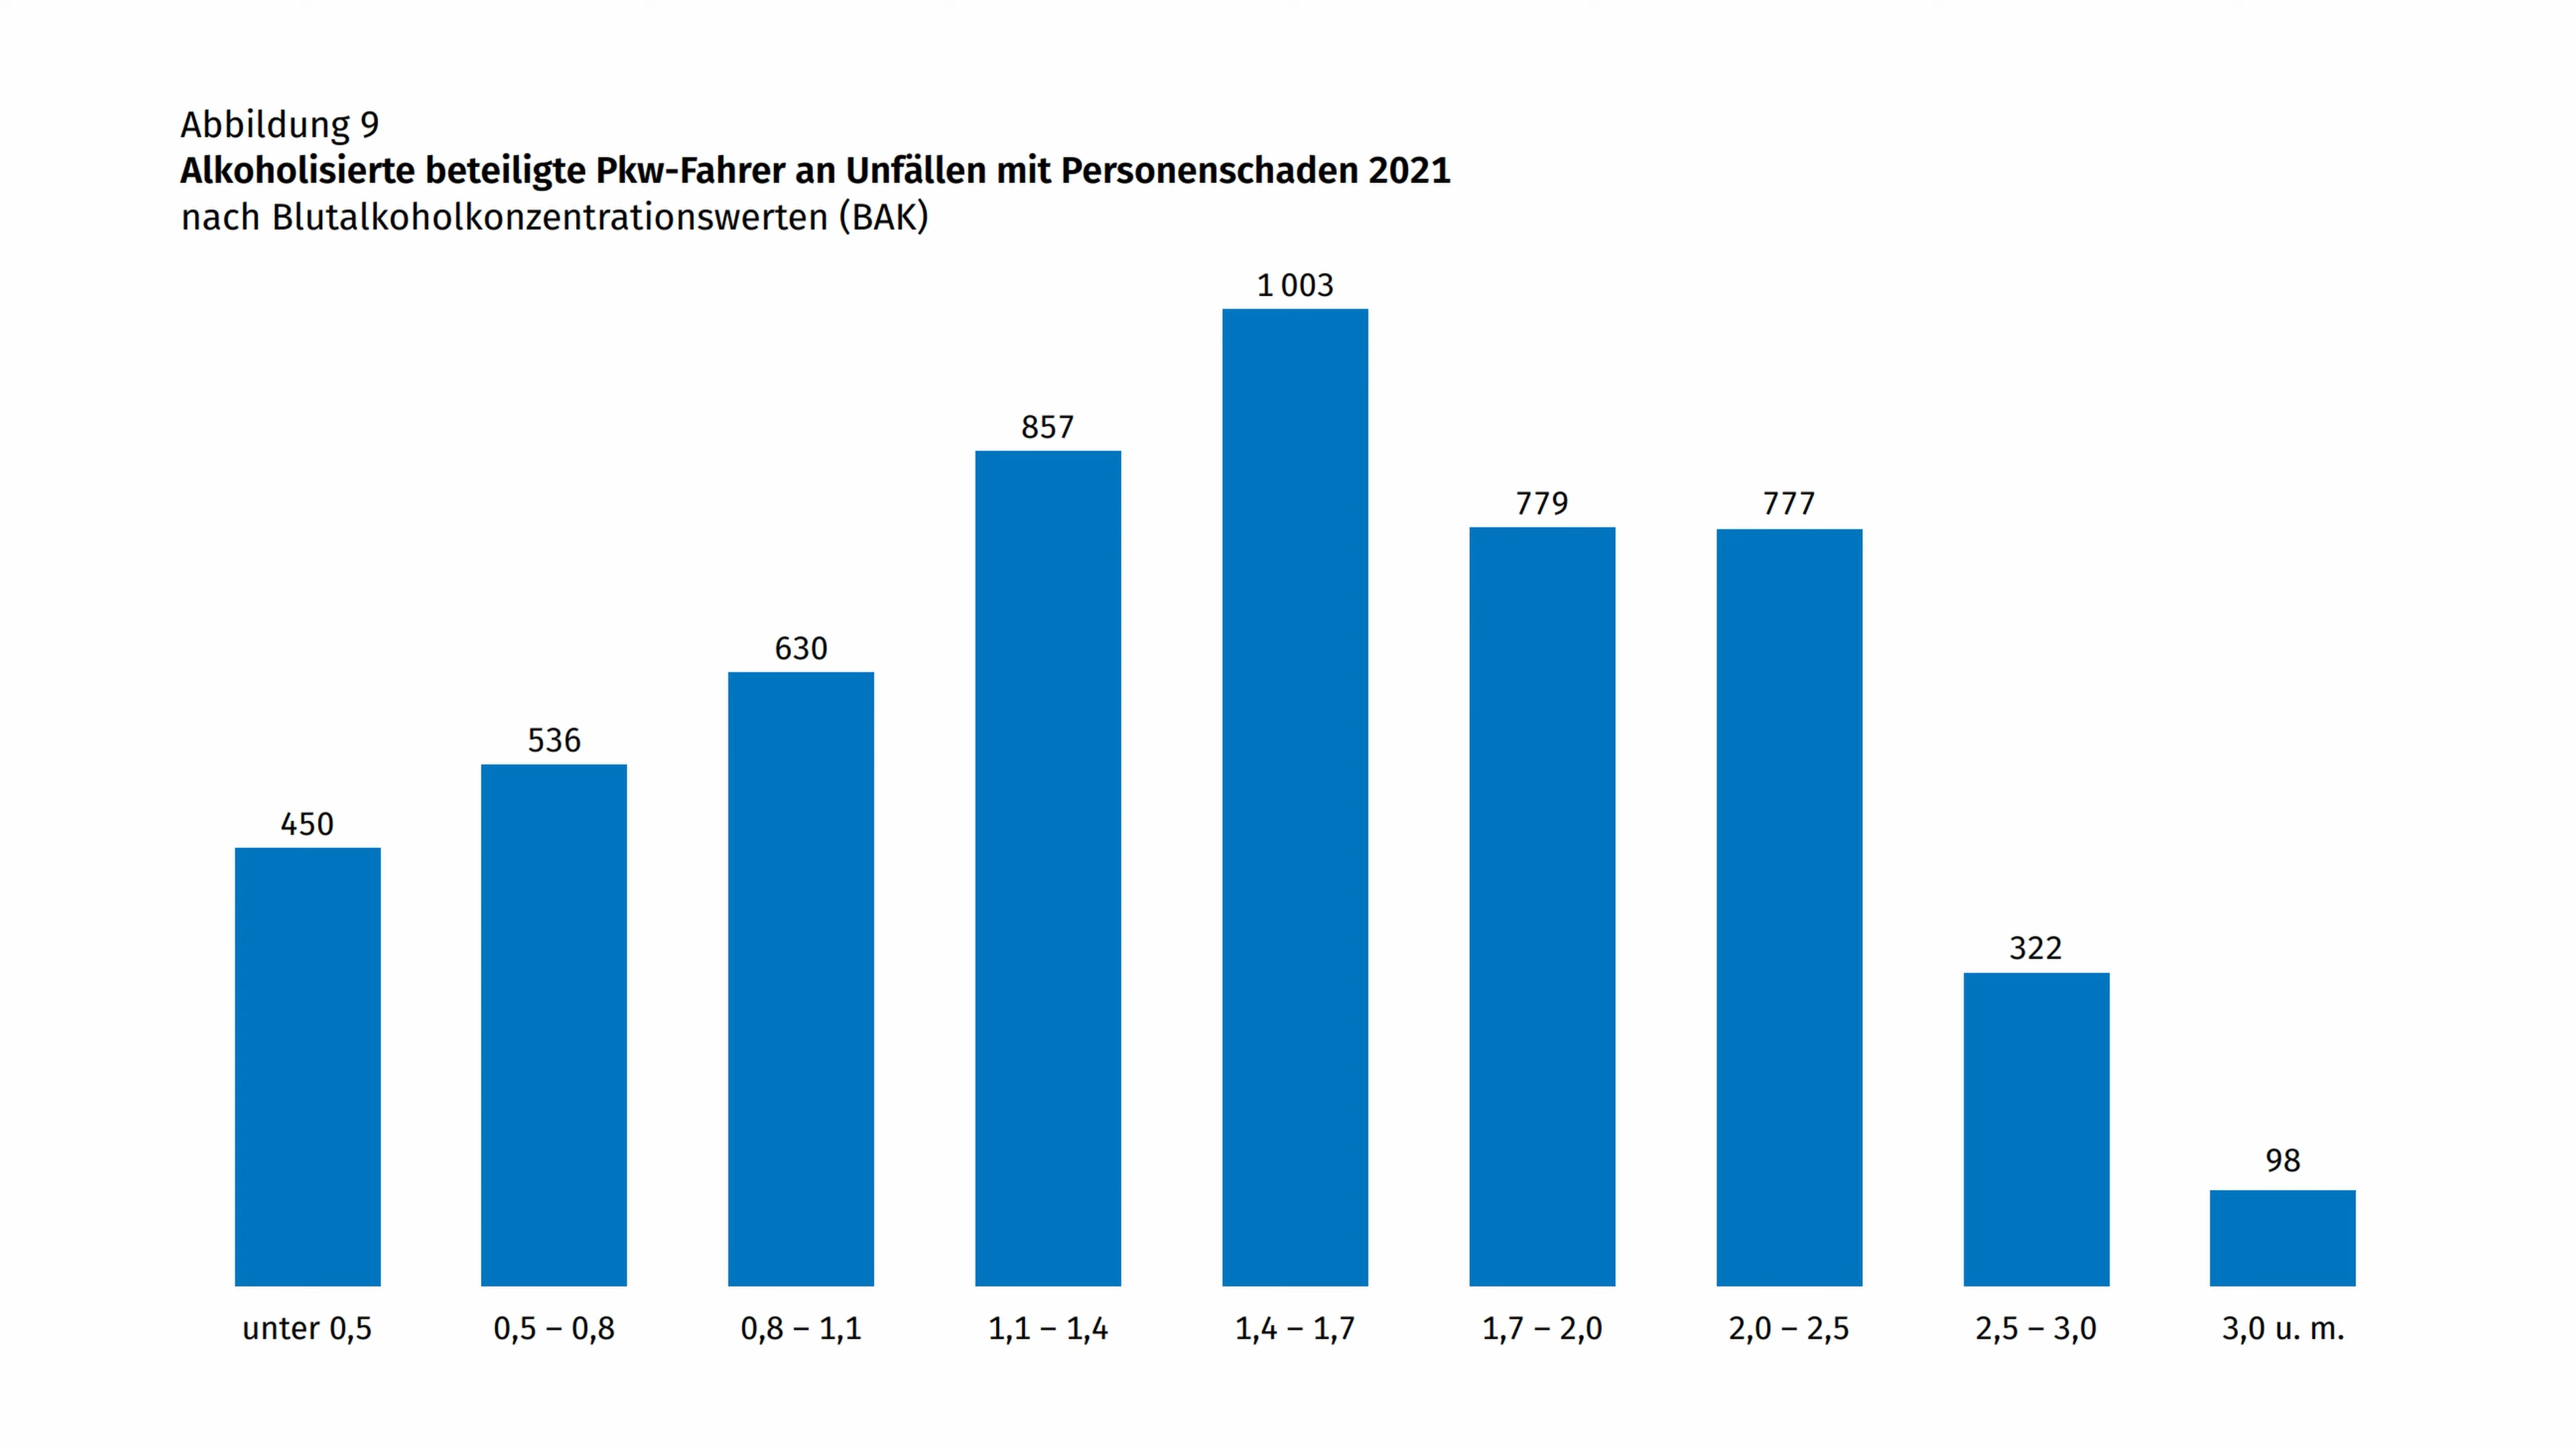 Abbildung 9
Alkoholisierte beteiligte Pkw-Fahrer an Unfällen mit Personenschaden 2021
nach Blutalkoholkonzentrationswerten (BAK)
1 003
857
779
777
630
536
450
322
98
unter 0,5
0,5 – 0,8
0,8 – 1,1
1,1 – 1,4
1,4 – 1,7
1,7 – 2,0
2,0 – 2,5
2,5 – 3,0
3,0 u. m.